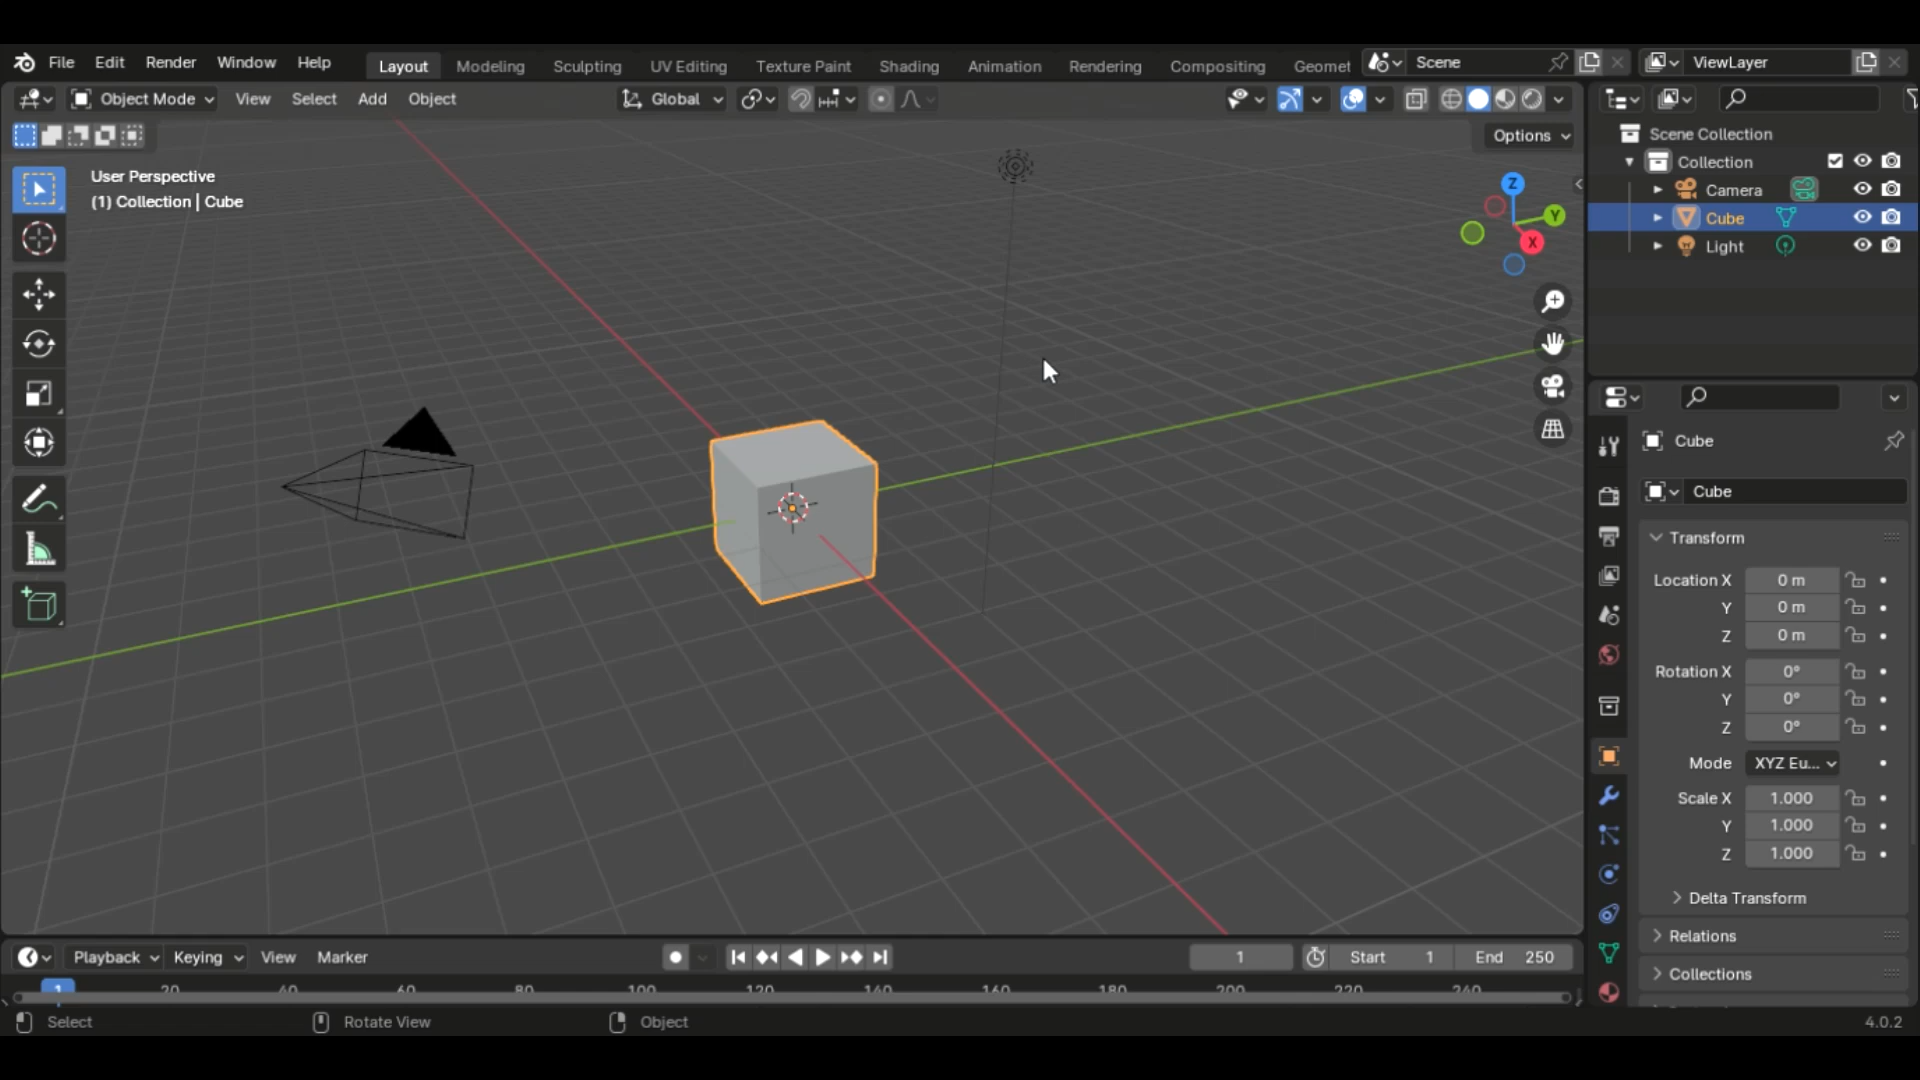 File Edit Render Window Help Layout Modeling Sculpting UV Editing Texture Paint Shading Animation Rendering Compositing Geomet Scene ViewLayer
Object Mode View Select Add Object Global
Options
User Perspective
(1) Collection | Cube
Z
Y
X
Scene Collection
Collection
Camera
Cube
Light
Cube
Cube
Transform
Location X 0 m
Y 0 m
Z 0 m
Rotation X 0°
Y 0°
Z 0°
Mode XYZ Eu...
Scale X 1.000
Y 1.000
Z 1.000
Delta Transform
Relations
Collections
Playback Keying View Marker 1 Start 1 End 250
1 20 40 60 80 100 120 140 160 180 200 220 240
Select Rotate View Object 4.0.2